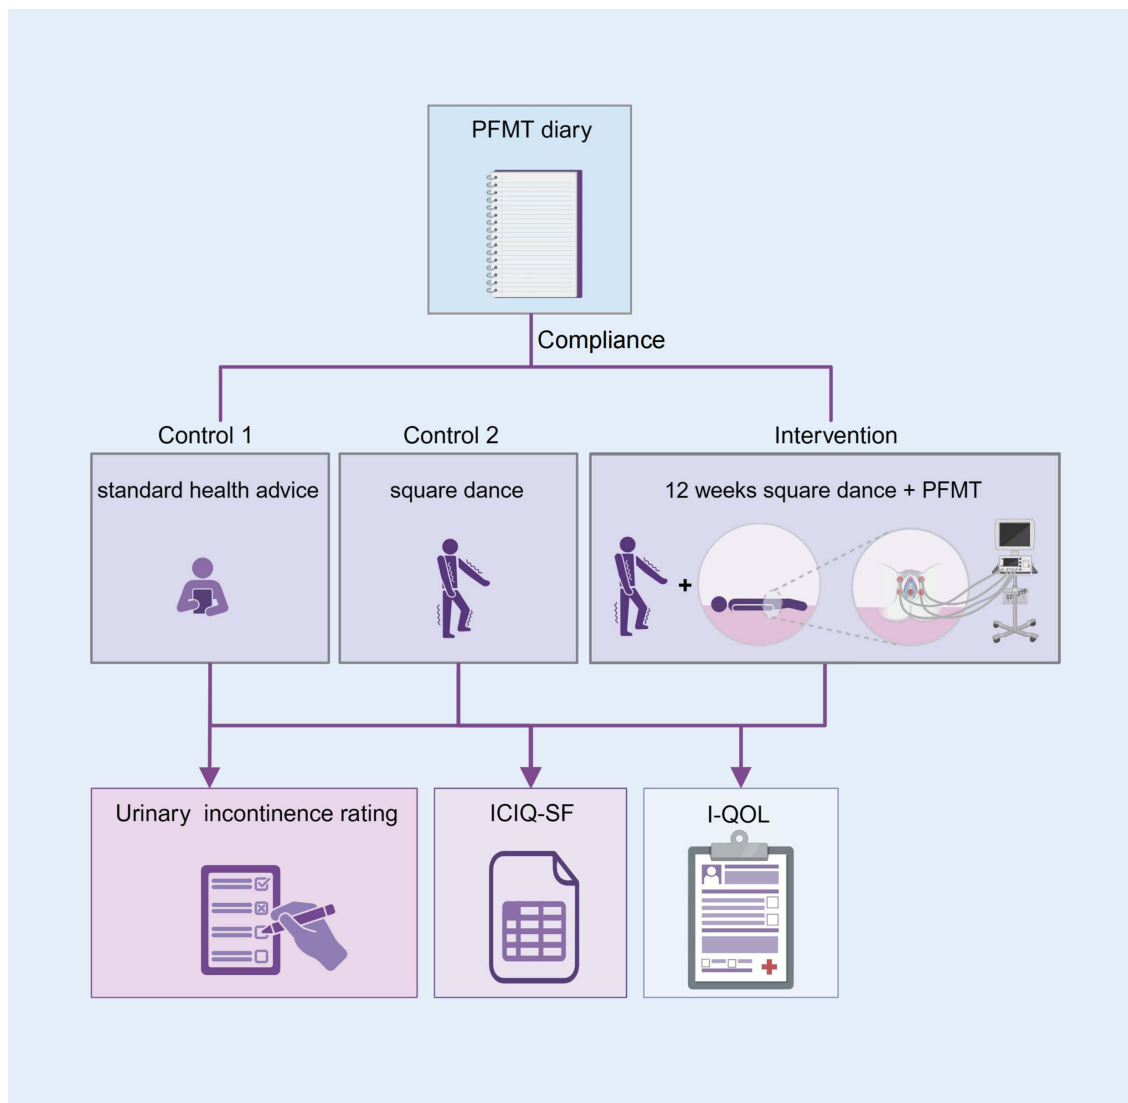 PFMT diary
Compliance
Control 1
Control 2
Intervention
standard health advice
square dance
12 weeks square dance + PFMT
+
Urinary incontinence rating
ICIQ-SF
I-QOL